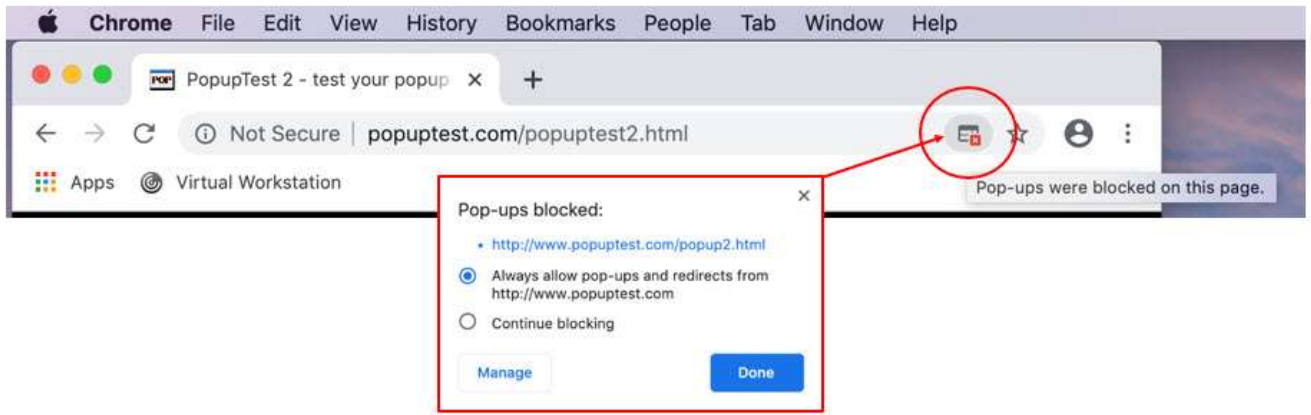 Chrome File Edit View History Bookmarks People Tab Window Help
POP PopupTest 2 - test your popup
Not Secure | popuptest.com/popuptest2.html
Apps Virtual Workstation
Pop-ups were blocked on this page.
Pop-ups blocked:
• http://www.popuptest.com/popup2.html
Always allow pop-ups and redirects from
http://www.popuptest.com
Continue blocking
Manage Done